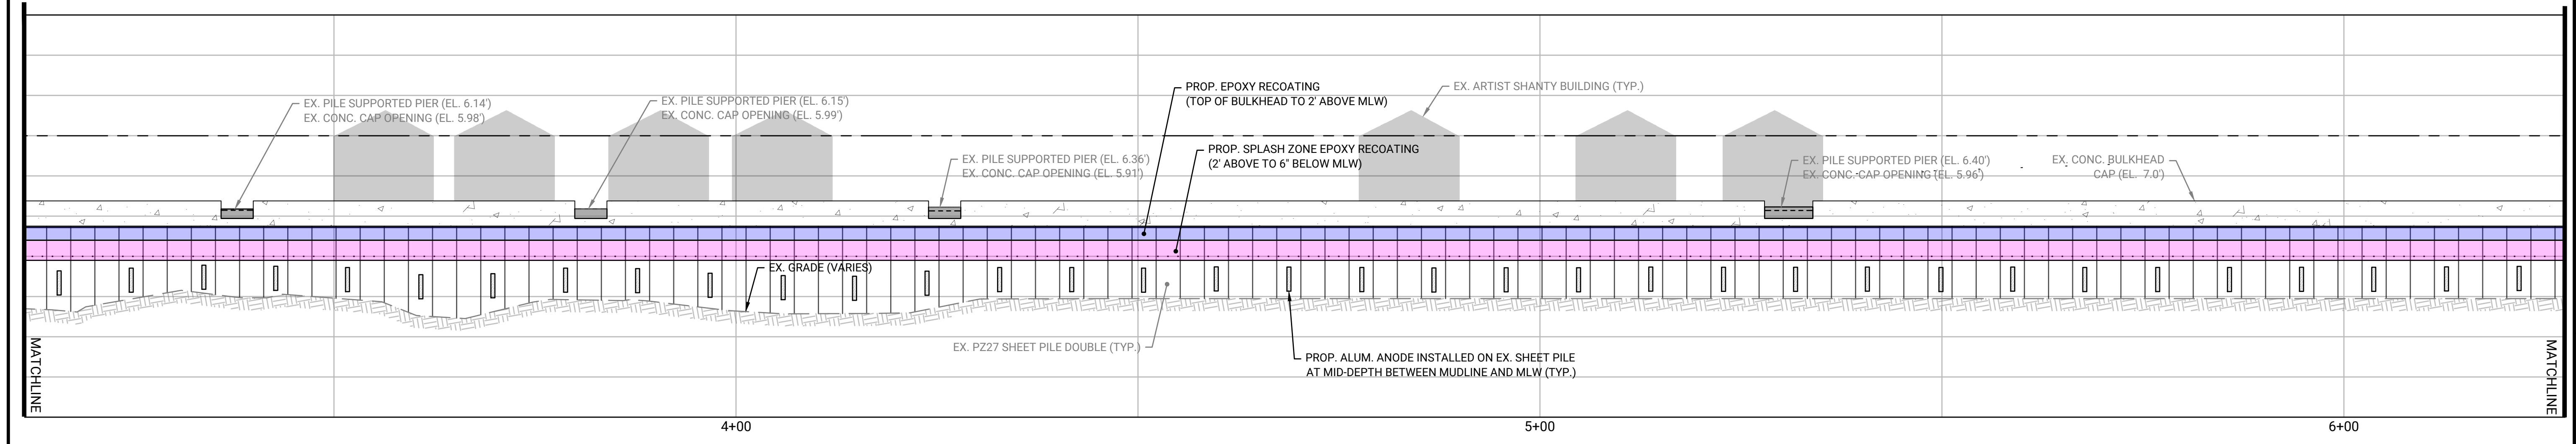 EX. PILE SUPPORTED PIER (EL. 6.14')
EX. CONC. CAP OPENING (EL. 5.98')
EX. PILE SUPPORTED PIER (EL. 6.15')
EX. CONC. CAP OPENING (EL. 5.99')
PROP. EPOXY RECOATING
(TOP OF BULKHEAD TO 2' ABOVE MLW)
EX. ARTIST SHANTY BUILDING (TYP.)
EX. PILE SUPPORTED PIER (EL. 6.36')
EX. CONC. CAP OPENING (EL. 5.91')
PROP. SPLASH ZONE EPOXY RECOATING
(2' ABOVE TO 6" BELOW MLW)
EX. PILE SUPPORTED PIER (EL. 6.40')
EX. CONC. CAP OPENING (EL. 5.96')
EX. CONC. BULKHEAD
CAP (EL. 7.0')
EX. GRADE (VARIES)
EX. PZ27 SHEET PILE DOUBLE (TYP.)
PROP. ALUM. ANODE INSTALLED ON EX. SHEET PILE
AT MID-DEPTH BETWEEN MUDLINE AND MLW (TYP.)
MATCHLINE
MATCHLINE
4+00
5+00
6+00